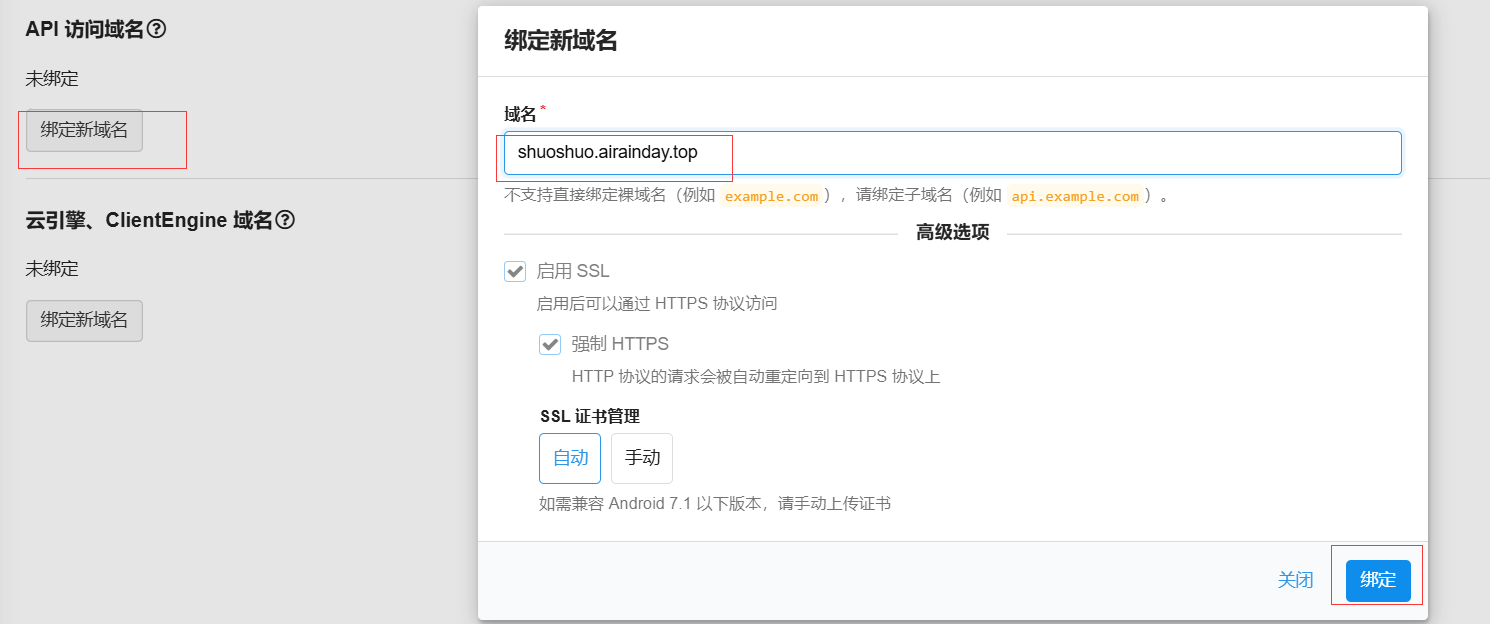 API 访问域名?
未绑定
绑定新域名
云引擎、ClientEngine 域名?
未绑定
绑定新域名
绑定新域名
域名*
shuoshuo.airainday.top
不支持直接绑定裸域名（例如 example.com），请绑定子域名（例如 api.example.com）。
高级选项
启用 SSL
启用后可以通过 HTTPS 协议访问
强制 HTTPS
HTTP 协议的请求会被自动重定向到 HTTPS 协议上
SSL 证书管理
自动 手动
如需兼容 Android 7.1 以下版本，请手动上传证书
关闭 绑定